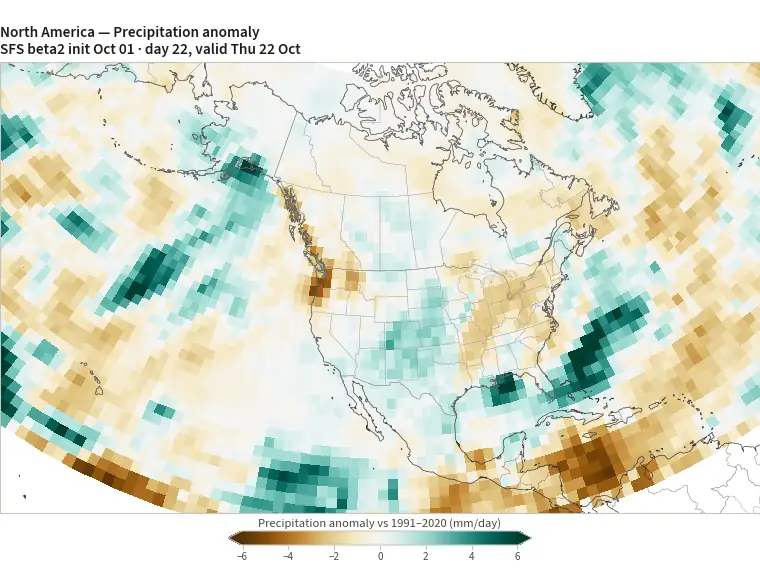 North America — Precipitation anomaly
SFS beta2 init Oct 01 · day 22, valid Thu 22 Oct
Precipitation anomaly vs 1991–2020 (mm/day)
−6 −4 −2 0 2 4 6